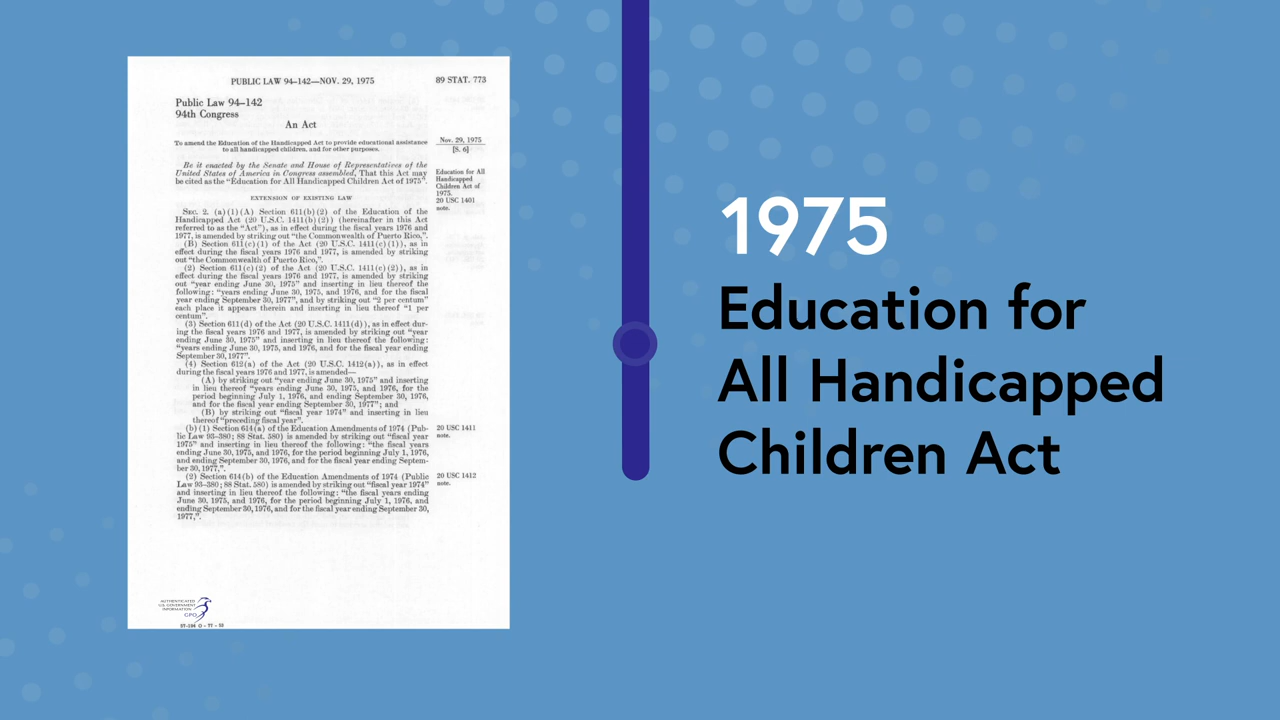 PUBLIC LAW 94–142—NOV. 29, 1975
89 STAT. 773
Public Law 94–142
94th Congress
An Act
To amend the Education of the Handicapped Act to provide educational assistance
to all handicapped children, and for other purposes.
Nov. 29, 1975
[S. 6]
Be it enacted by the Senate and House of Representatives of the
United States of America in Congress assembled, That this Act may
be cited as the “Education for All Handicapped Children Act of 1975”.
Education for All
Handicapped
Children Act of
1975.
20 USC 1401
note.
EXTENSION OF EXISTING LAW
SEC. 2. (a)(1)(A) Section 611(b)(2) of the Education of the
Handicapped Act (20 U.S.C. 1411(b)(2)) (hereinafter in this Act
referred to as the “Act”), as in effect during the fiscal years 1976 and
1977, is amended by striking out “the Commonwealth of Puerto Rico,”.
(B) Section 611(c)(1) of the Act (20 U.S.C. 1411(c)(1)), as in
effect during the fiscal years 1976 and 1977, is amended by striking
out “the Commonwealth of Puerto Rico,”.
(2) Section 611(c)(2) of the Act (20 U.S.C. 1411(c)(2)), as in
effect during the fiscal years 1976 and 1977, is amended by striking
out “year ending June 30, 1975” and inserting in lieu thereof the
following: “years ending June 30, 1975, and 1976, and for the fiscal
year ending September 30, 1977”, and by striking out “2 per centum”
each place it appears therein and inserting in lieu thereof “1 per
centum”.
(3) Section 611(d) of the Act (20 U.S.C. 1411(d)), as in effect dur-
ing the fiscal years 1976 and 1977, is amended by striking out “year
ending June 30, 1975” and inserting in lieu thereof the following:
“years ending June 30, 1975, and 1976, and for the fiscal year ending
September 30, 1977”.
(4) Section 612(a) of the Act (20 U.S.C. 1412(a)), as in effect
during the fiscal years 1976 and 1977, is amended—
(A) by striking out “year ending June 30, 1975” and inserting
in lieu thereof “years ending June 30, 1975, and 1976, for the
period beginning July 1, 1976, and ending September 30, 1976,
and for the fiscal year ending September 30, 1977”; and
(B) by striking out “fiscal year 1974” and inserting in lieu
thereof “preceding fiscal year”.
(b)(1) Section 614(a) of the Education Amendments of 1974 (Pub-
lic Law 93–380; 88 Stat. 580) is amended by striking out “fiscal year
1975” and inserting in lieu thereof the following: “the fiscal years
ending June 30, 1975, and 1976, for the period beginning July 1, 1976,
and ending September 30, 1976, and for the fiscal year ending Septem-
ber 30, 1977,”.
20 USC 1411
note.
(2) Section 614(b) of the Education Amendments of 1974 (Public
Law 93–380; 88 Stat. 580) is amended by striking out “fiscal year 1974”
and inserting in lieu thereof the following: “the fiscal years ending
June 30, 1975, and 1976, for the period beginning July 1, 1976, and
ending September 30, 1976, and for the fiscal year ending September 30,
1977,”.
20 USC 1412
note.
AUTHENTICATED
U.S. GOVERNMENT
INFORMATION
GPO
57-194 O - 77 - 53
1975
Education for
All Handicapped
Children Act